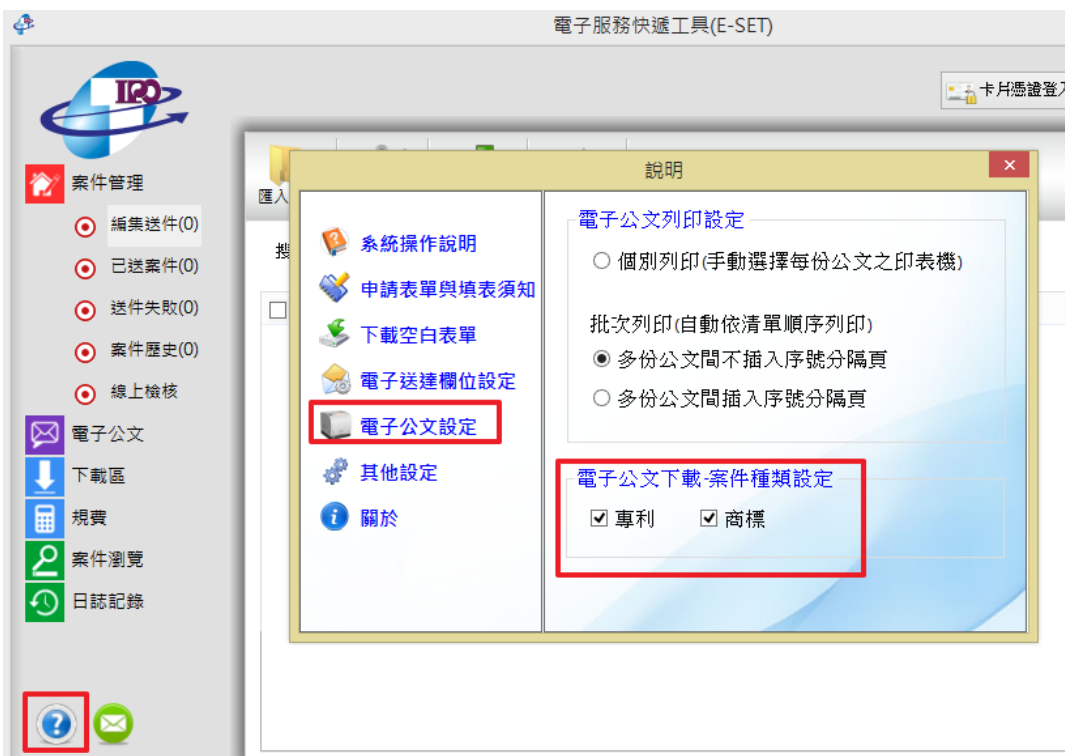 電子服務快遞工具(E-SET)
IPO
卡片憑證登入
案件管理
編集送件(0)
已送案件(0)
送件失敗(0)
案件歷史(0)
線上檢核
電子公文
下載區
規費
案件瀏覽
日誌記錄
匯入
搜
說明
系統操作說明
申請表單與填表須知
下載空白表單
電子送達欄位設定
電子公文設定
其他設定
關於
電子公文列印設定
個別列印(手動選擇每份公文之印表機)
批次列印(自動依清單順序列印)
多份公文間不插入序號分隔頁
多份公文間插入序號分隔頁
電子公文下載-案件種類設定
專利 商標